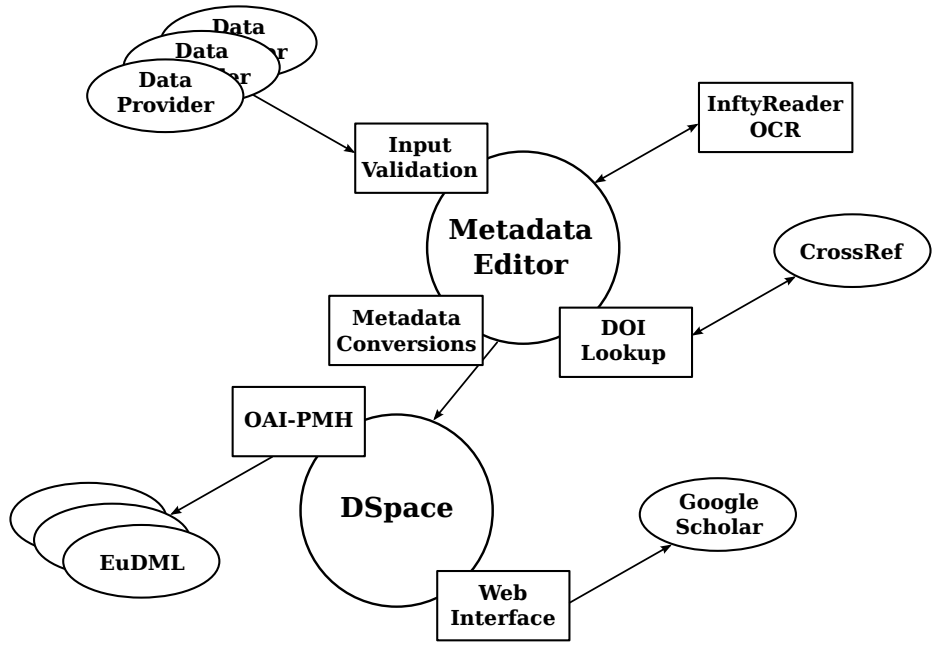 Data
Data
Data
Provider
InftyReader
OCR
Input
Validation
Metadata
Editor
CrossRef
Metadata
Conversions
DOI
Lookup
OAI-PMH
DSpace
Google
Scholar
EuDML
Web
Interface